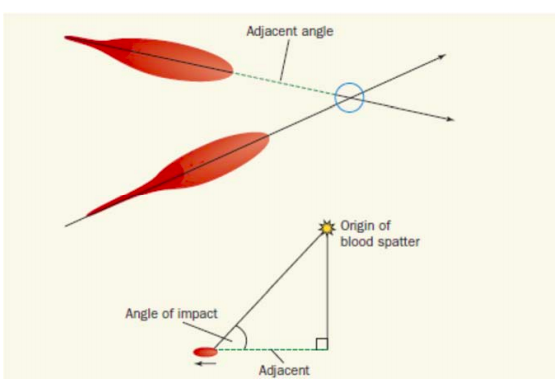 Adjacent angle
Origin of
blood spatter
Angle of impact
Adjacent